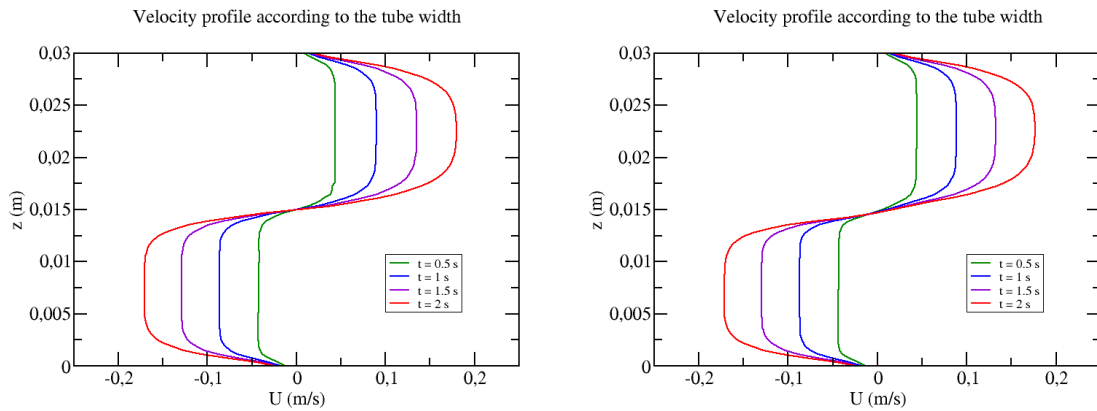 Velocity profile according to the tube width
0,03
0,025
0,02
0,015
0,01
0,005
0
z (m)
t = 0.5 s
t = 1 s
t = 1.5 s
t = 2 s
-0,2
-0,1
0
0,1
0,2
U (m/s)
Velocity profile according to the tube width
0,03
0,025
0,02
0,015
0,01
0,005
0
z (m)
t = 0.5 s
t = 1 s
t = 1.5 s
t = 2 s
-0,2
-0,1
0
0,1
0,2
U (m/s)